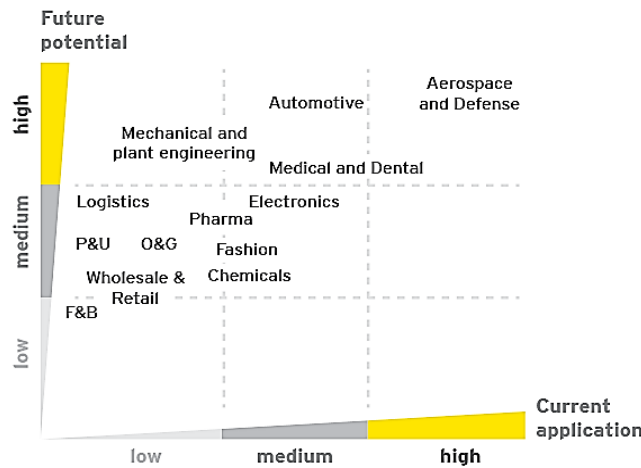 Future
potential
high
medium
low
Automotive
Aerospace
and Defense
Mechanical and
plant engineering
Medical and Dental
Logistics
Electronics
Pharma
P&U
O&G
Fashion
Wholesale &
Retail
Chemicals
F&B
Current
application
low
medium
high